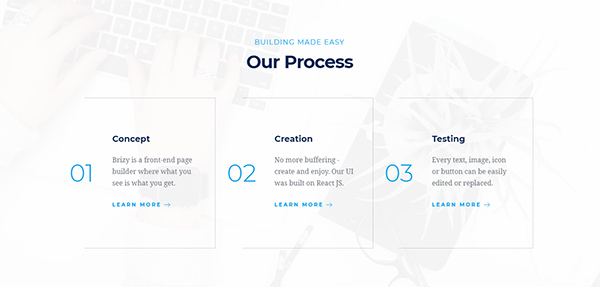 BUILDING MADE EASY
Our Process
01
Concept
Brizy is a front-end page
builder where what you
see is what you get.
LEARN MORE →
02
Creation
No more buffering -
create and enjoy. Our UI
was built on React JS.
LEARN MORE →
03
Testing
Every text, image, icon
or button can be easily
edited or replaced.
LEARN MORE →